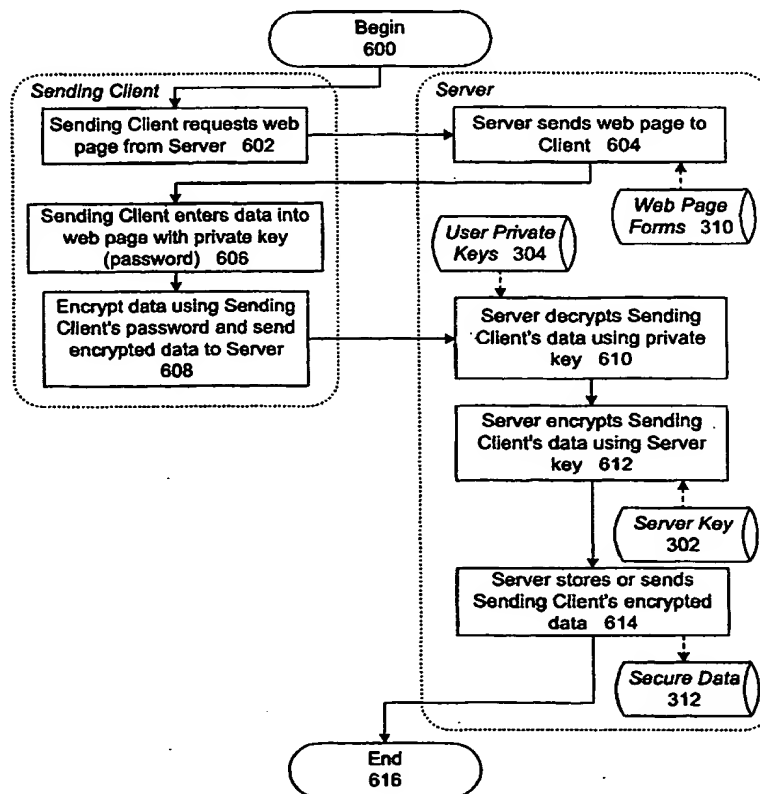 Begin
600
Sending Client
Server
Sending Client requests web
page from Server 602
Server sends web page to
Client 604
Web Page
Forms 310
Sending Client enters data into
web page with private key
(password) 606
User Private
Keys 304
Encrypt data using Sending
Client's password and send
encrypted data to Server
608
Server decrypts Sending
Client's data using private
key 610
Server encrypts Sending
Client's data using Server
key 612
Server Key
302
Server stores or sends
Sending Client's encrypted
data 614
Secure Data
312
End
616